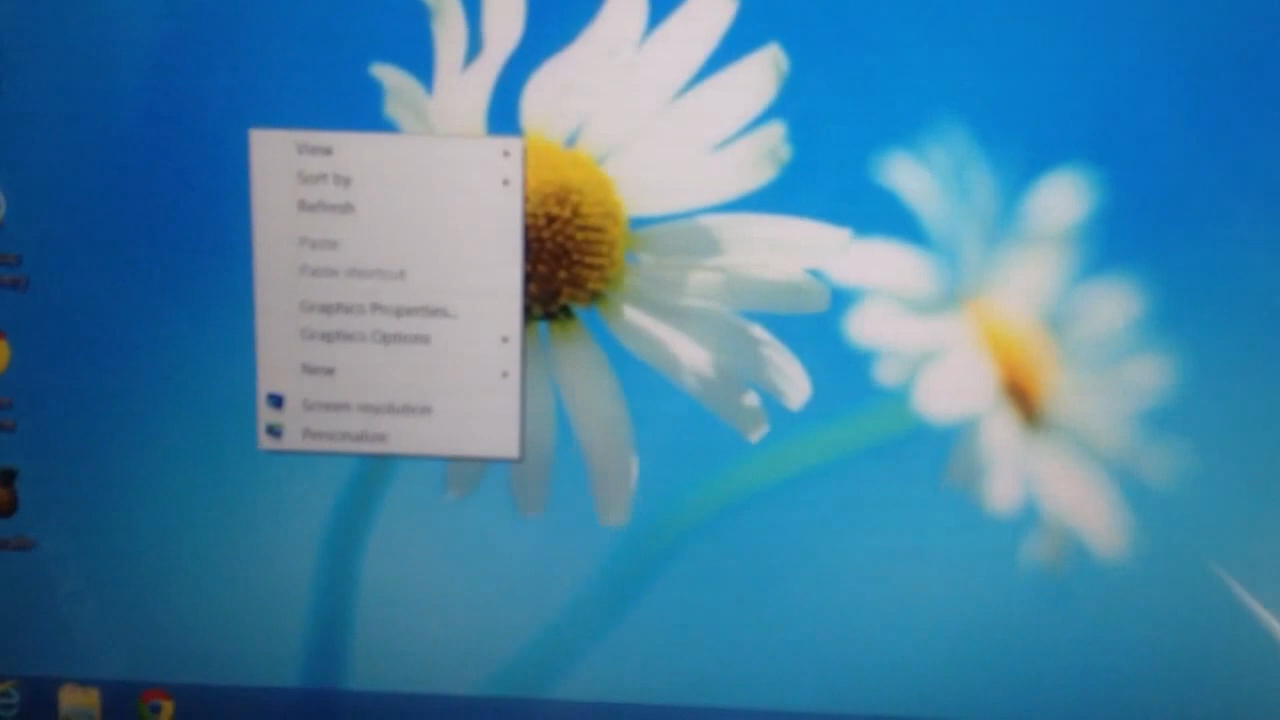 View
Sort by
Refresh
Paste
Paste shortcut
Graphics Properties...
Graphics Options
New
Screen resolution
Personalize